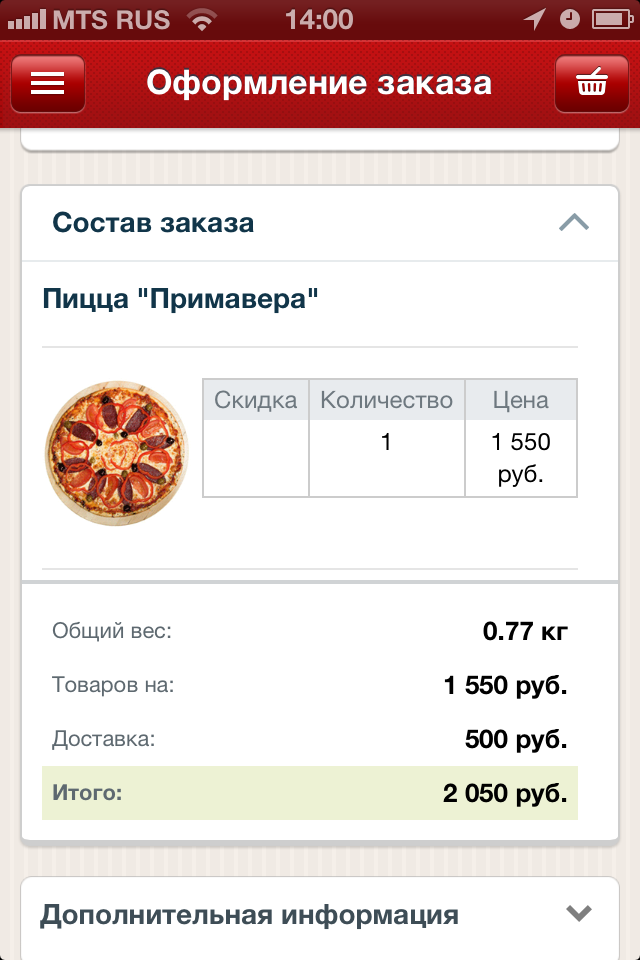 MTS RUS 14:00
Оформление заказа
Состав заказа
Пицца "Примавера"
Скидка Количество Цена
1 1 550
руб.
Общий вес: 0.77 кг
Товаров на: 1 550 руб.
Доставка: 500 руб.
Итого: 2 050 руб.
Дополнительная информация